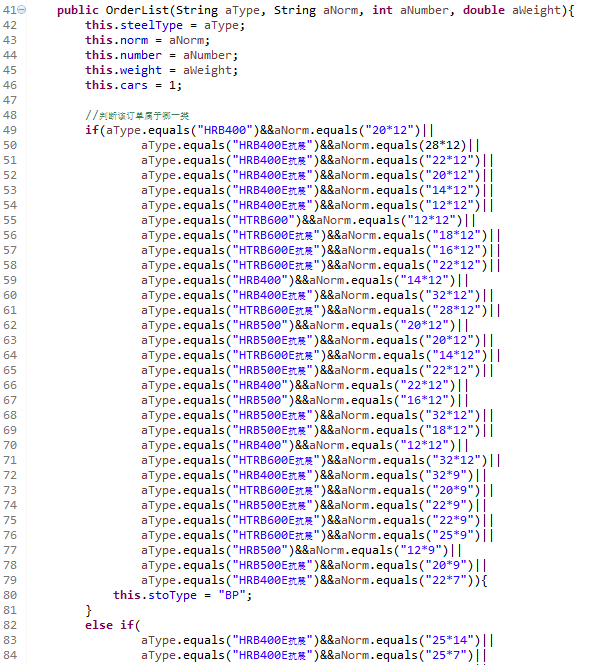 41 public OrderList(String aType, String aNorm, int aNumber, double aWeight){
42 this.steelType = aType;
43 this.norm = aNorm;
44 this.number = aNumber;
45 this.weight = aWeight;
46 this.cars = 1;
47
48 //判断该订单属于哪一类
49 if(aType.equals("HRB400")&&aNorm.equals("20*12")||
50 aType.equals("HRB400E抗震")&&aNorm.equals(28*12)||
51 aType.equals("HRB400E抗震")&&aNorm.equals("22*12")||
52 aType.equals("HRB400E抗震")&&aNorm.equals("20*12")||
53 aType.equals("HRB400E抗震")&&aNorm.equals("14*12")||
54 aType.equals("HRB400E抗震")&&aNorm.equals("12*12")||
55 aType.equals("HTRB600")&&aNorm.equals("12*12")||
56 aType.equals("HTRB600E抗震")&&aNorm.equals("18*12")||
57 aType.equals("HTRB600E抗震")&&aNorm.equals("16*12")||
58 aType.equals("HTRB600E抗震")&&aNorm.equals("22*12")||
59 aType.equals("HRB400")&&aNorm.equals("14*12")||
60 aType.equals("HRB400E抗震")&&aNorm.equals("32*12")||
61 aType.equals("HTRB600E抗震")&&aNorm.equals("28*12")||
62 aType.equals("HRB500")&&aNorm.equals("20*12")||
63 aType.equals("HRB500E抗震")&&aNorm.equals("20*12")||
64 aType.equals("HTRB600E抗震")&&aNorm.equals("14*12")||
65 aType.equals("HRB500E抗震")&&aNorm.equals("22*12")||
66 aType.equals("HRB400")&&aNorm.equals("22*12")||
67 aType.equals("HRB500")&&aNorm.equals("16*12")||
68 aType.equals("HRB500E抗震")&&aNorm.equals("32*12")||
69 aType.equals("HRB500E抗震")&&aNorm.equals("18*12")||
70 aType.equals("HRB400")&&aNorm.equals("12*12")||
71 aType.equals("HTRB600E抗震")&&aNorm.equals("32*12")||
72 aType.equals("HRB400E抗震")&&aNorm.equals("32*9")||
73 aType.equals("HTRB600E抗震")&&aNorm.equals("20*9")||
74 aType.equals("HRB500E抗震")&&aNorm.equals("22*9")||
75 aType.equals("HTRB600E抗震")&&aNorm.equals("22*9")||
76 aType.equals("HTRB600E抗震")&&aNorm.equals("25*9")||
77 aType.equals("HRB500")&&aNorm.equals("12*9")||
78 aType.equals("HRB500E抗震")&&aNorm.equals("20*9")||
79 aType.equals("HRB400E抗震")&&aNorm.equals("22*7")){
80 this.stoType = "BP";
81 }
82 else if(
83 aType.equals("HRB400E抗震")&&aNorm.equals("25*14")||
84 aType.equals("HRB400E抗震")&&aNorm.equals("25*7")||